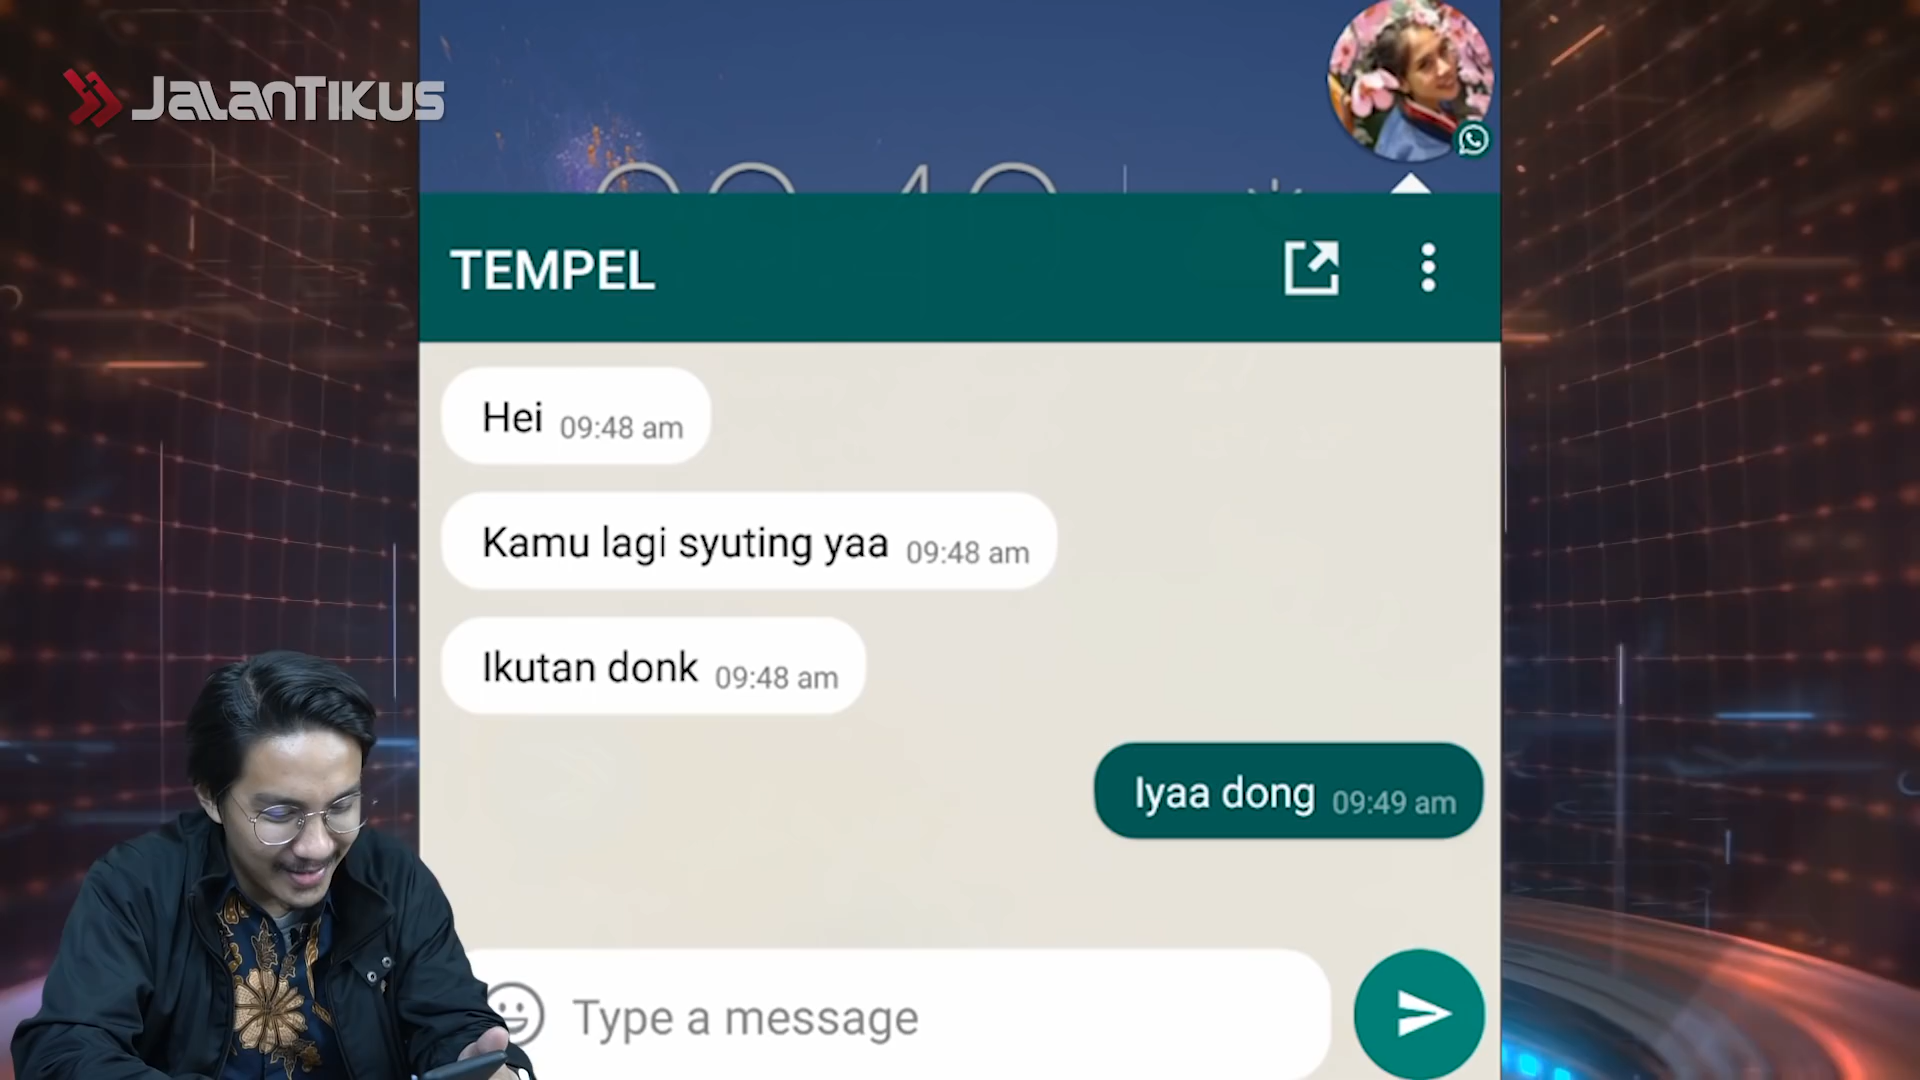 JALANTIKUS
TEMPEL
Hei 09:48 am
Kamu lagi syuting yaa 09:48 am
Ikutan donk 09:48 am
Iyaa dong 09:49 am
Type a message